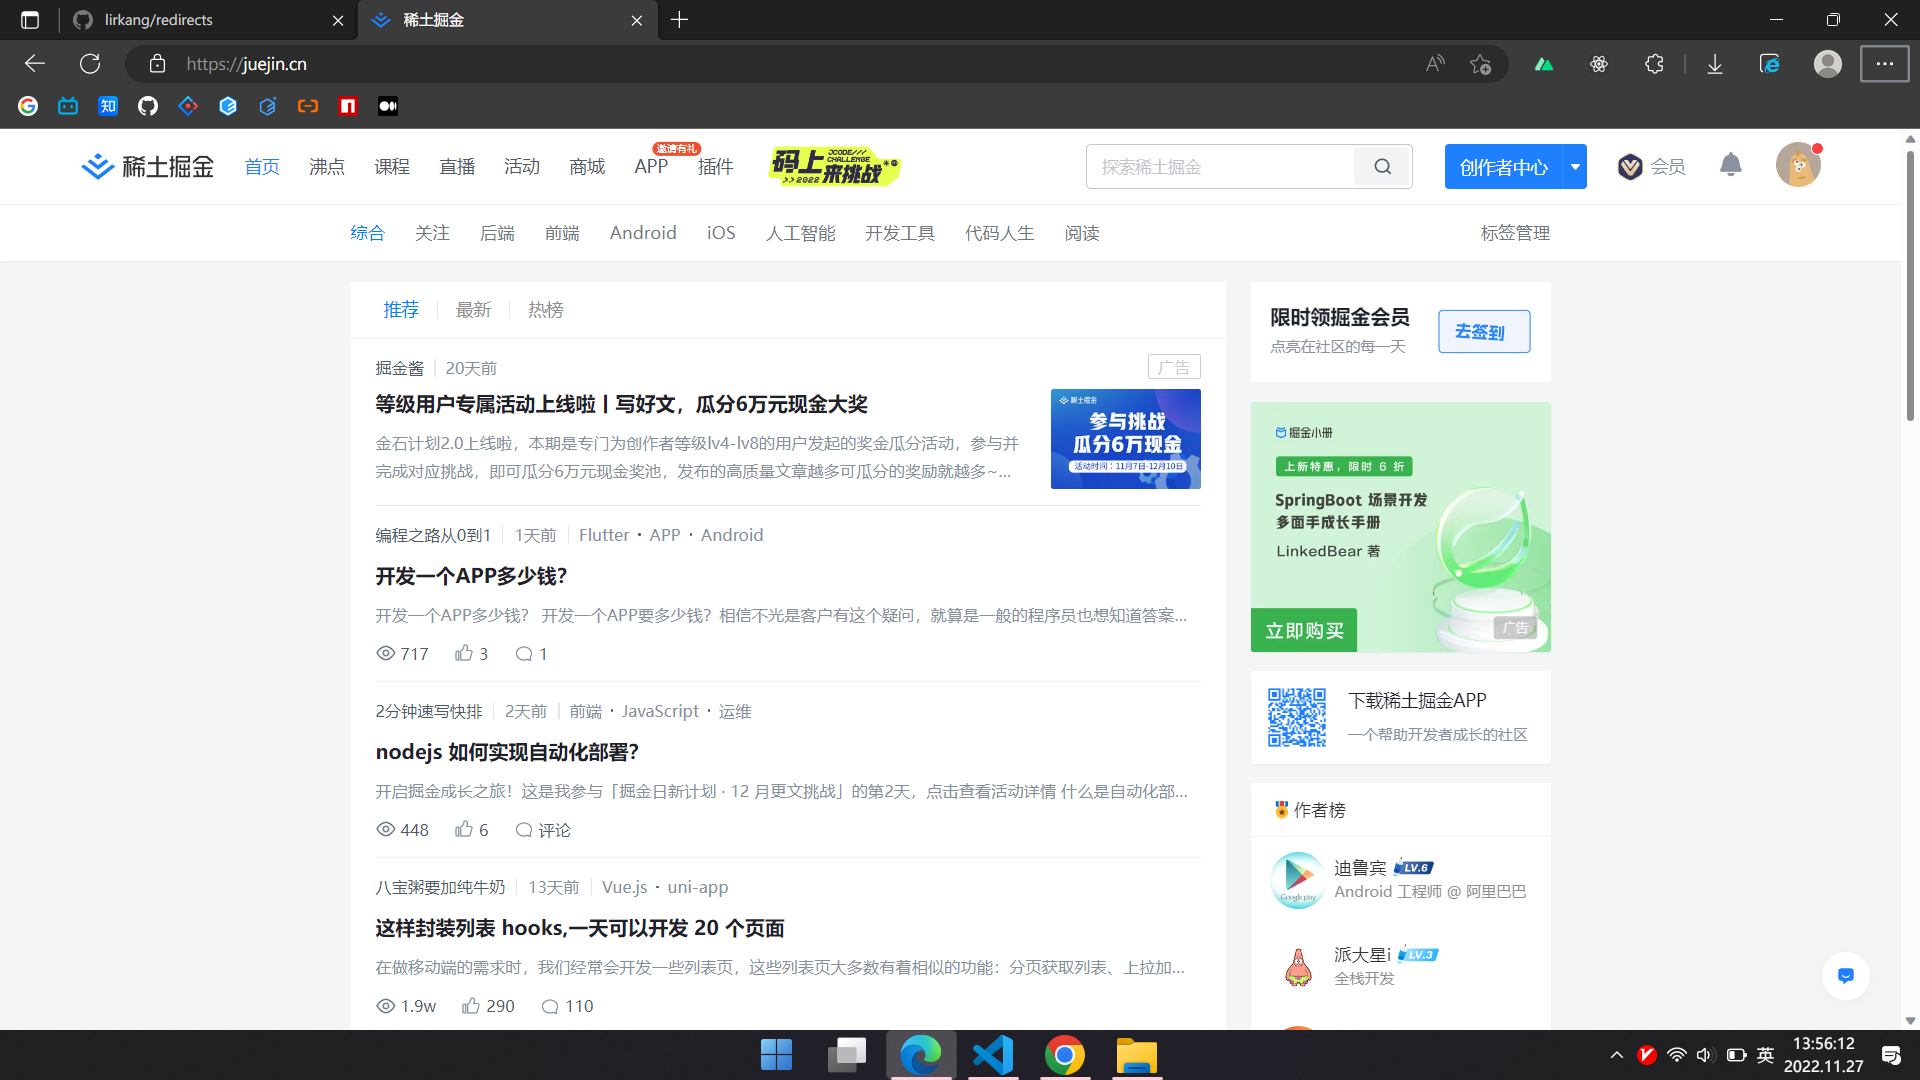 lirkang/redirects
稀土掘金
https://juejin.cn
知
稀土掘金
首页
沸点
课程
直播
活动
商城
APP
邀请有礼
插件
码上
JCODE///
CHALLENGE
>>2022
来挑战
探索稀土掘金
创作者中心
会员
综合
关注
后端
前端
Android
iOS
人工智能
开发工具
代码人生
阅读
标签管理
推荐
最新
热榜
掘金酱
20天前
广告
等级用户专属活动上线啦丨写好文，瓜分6万元现金大奖
金石计划2.0上线啦，本期是专门为创作者等级lv4-lv8的用户发起的奖金瓜分活动，参与并
完成对应挑战，即可瓜分6万元现金奖池，发布的高质量文章越多可瓜分的奖励就越多~...
稀土掘金
参与挑战
瓜分6万现金
活动时间：11月7日-12月10日
编程之路从0到1
1天前
Flutter · APP · Android
开发一个APP多少钱？
开发一个APP多少钱？ 开发一个APP要多少钱？相信不光是客户有这个疑问，就算是一般的程序员也想知道答案...
717
3
1
2分钟速写快排
2天前
前端 · JavaScript · 运维
nodejs 如何实现自动化部署？
开启掘金成长之旅！这是我参与「掘金日新计划 · 12 月更文挑战」的第2天，点击查看活动详情 什么是自动化部...
448
6
评论
八宝粥要加纯牛奶
13天前
Vue.js · uni-app
这样封装列表 hooks,一天可以开发 20 个页面
在做移动端的需求时，我们经常会开发一些列表页，这些列表页大多数有着相似的功能：分页获取列表、上拉加...
1.9w
290
110
限时领掘金会员
点亮在社区的每一天
去签到
掘金小册
上新特惠，限时 6 折
SpringBoot 场景开发
多面手成长手册
LinkedBear 著
立即购买
广告
下载稀土掘金APP
一个帮助开发者成长的社区
作者榜
Google play
迪鲁宾
LV.6
Android 工程师 @ 阿里巴巴
派大星i
LV.3
全栈开发
英
13:56:12
2022.11.27